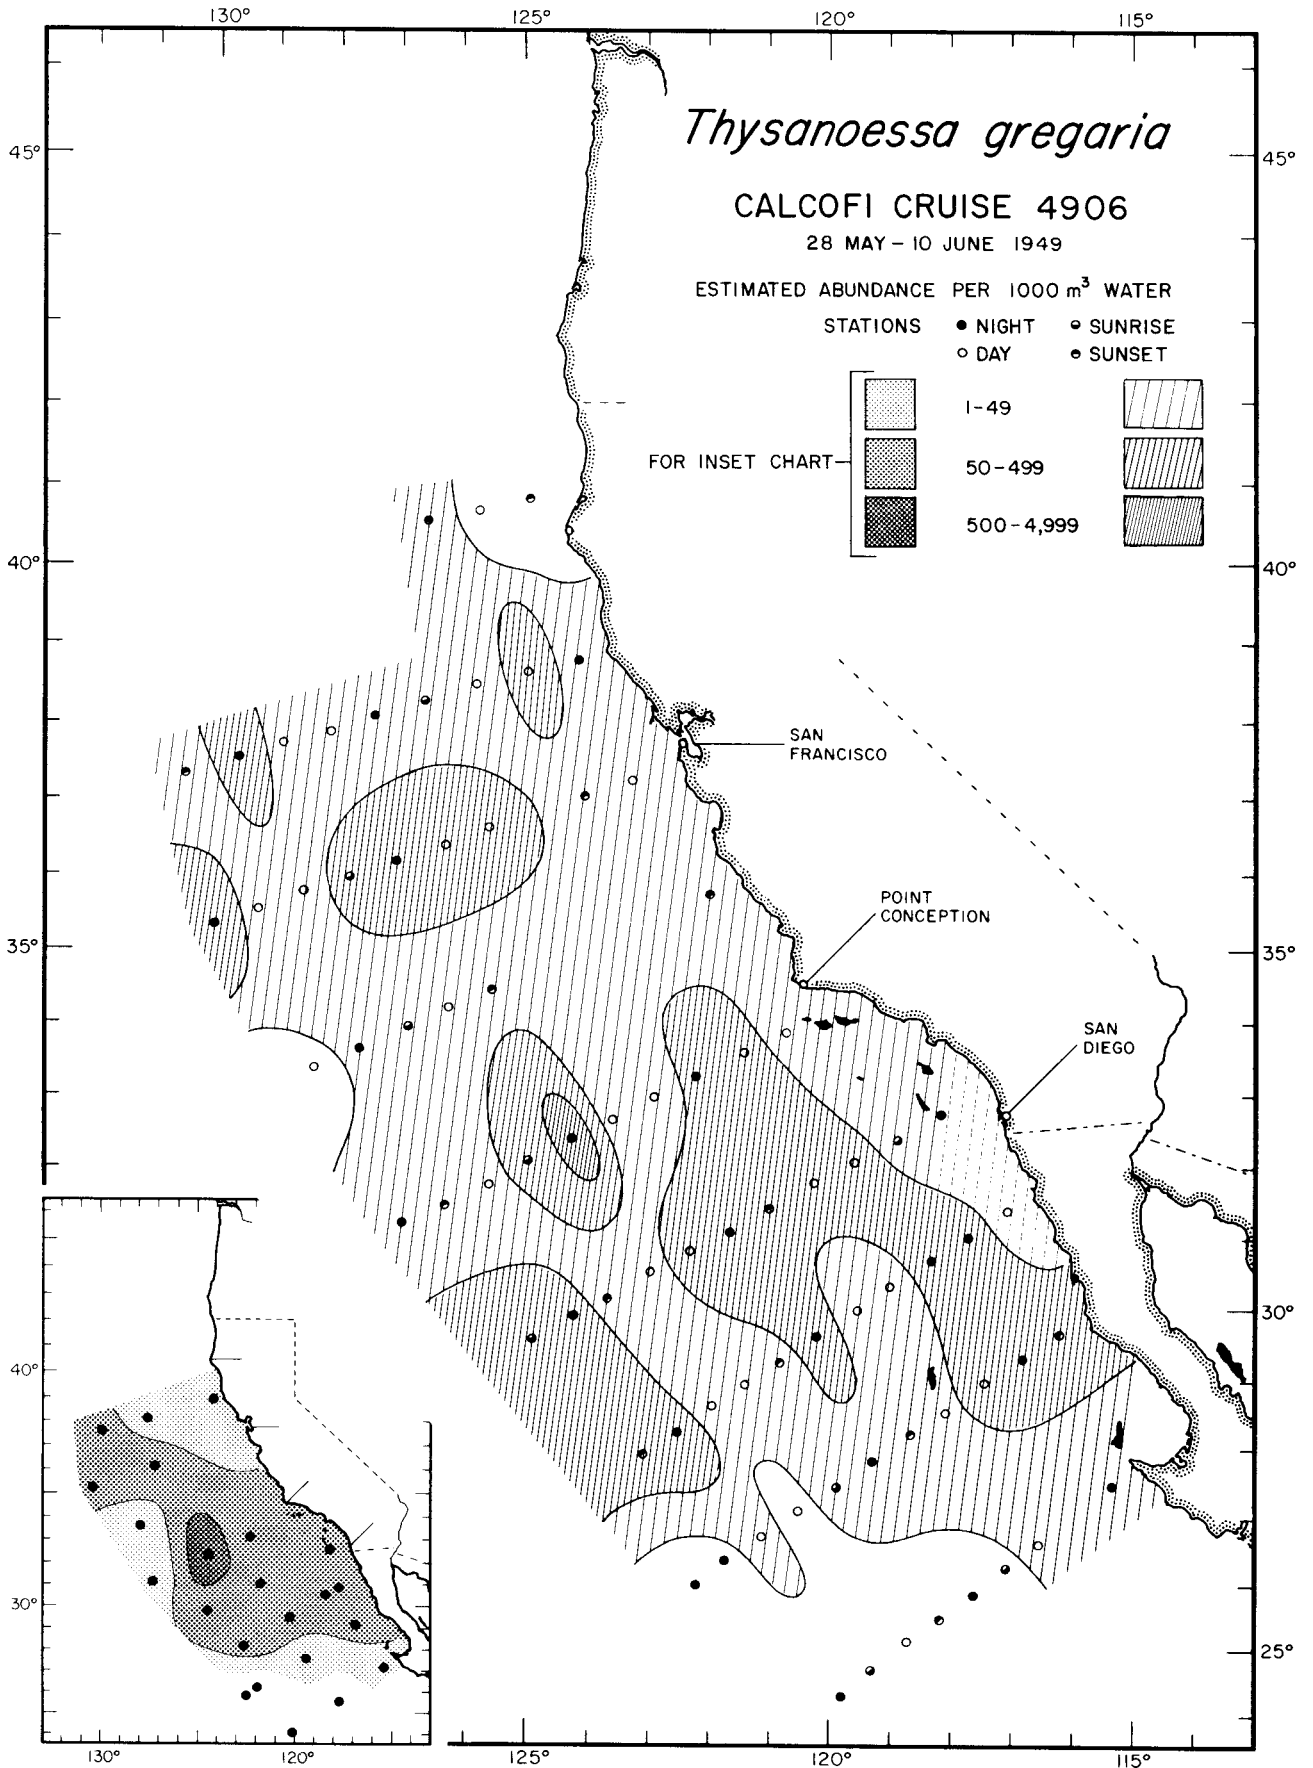 130° 125° 120° 115°
45° 45°
Thysanoessa gregaria
CALCOFI CRUISE 4906
28 MAY – 10 JUNE 1949
ESTIMATED ABUNDANCE PER 1000 m³ WATER
STATIONS ● NIGHT ◒ SUNRISE
○ DAY ◓ SUNSET
1-49
FOR INSET CHART
50-499
500-4,999
40° 40°
SAN
FRANCISCO
POINT
CONCEPTION
35° 35°
SAN
DIEGO
30°
40°
30°
25°
130° 120° 125° 120° 115°